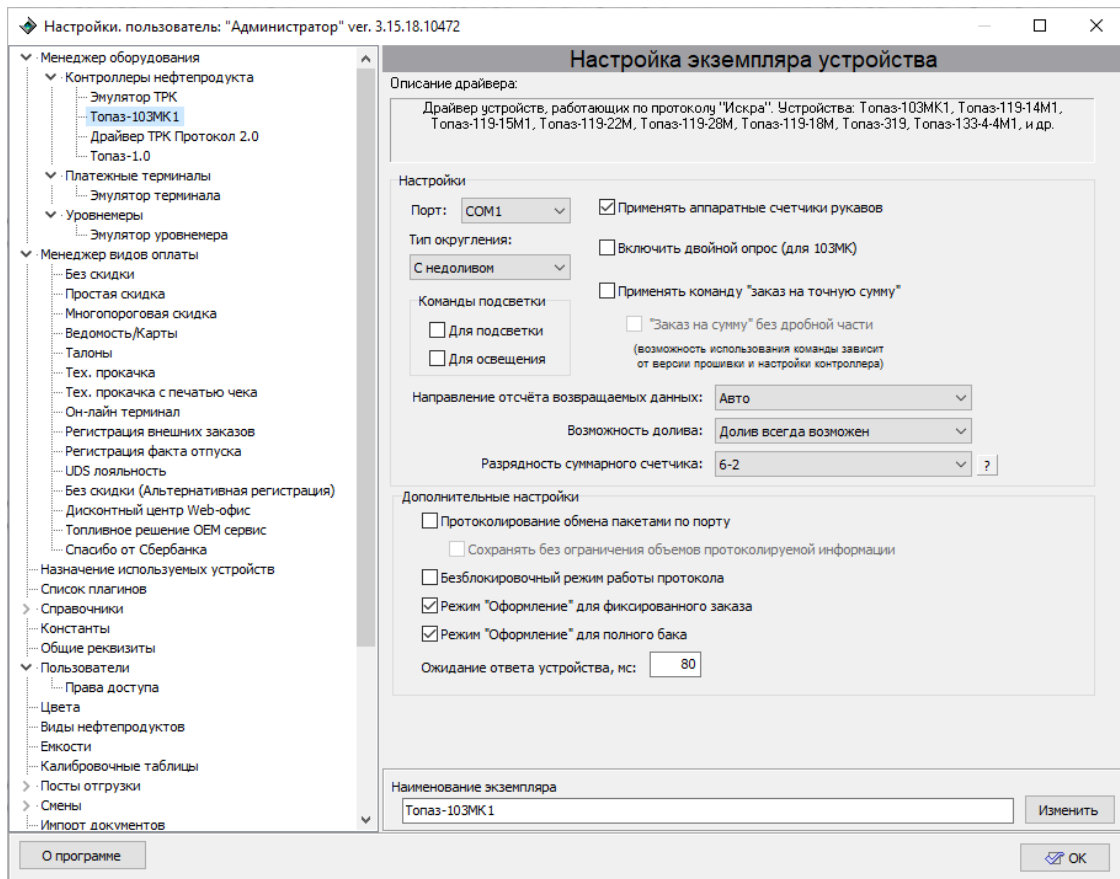 Настройки. пользователь: "Администратор" ver. 3.15.18.10472
Менеджер оборудования
Контроллеры нефтепродукта
Эмулятор ТРК
Топаз-103МК1
Драйвер ТРК Протокол 2.0
Топаз-1.0
Платежные терминалы
Эмулятор терминала
Уровнемеры
Эмулятор уровнемера
Менеджер видов оплаты
Без скидки
Простая скидка
Многопороговая скидка
Ведомость/Карты
Талоны
Тех. прокачка
Тех. прокачка с печатью чека
Он-лайн терминал
Регистрация внешних заказов
Регистрация факта отпуска
UDS лояльность
Без скидки (Альтернативная регистрация)
Дисконтный центр Web-офис
Топливное решение OEM сервис
Спасибо от Сбербанка
Назначение используемых устройств
Список плагинов
Справочники
Константы
Общие реквизиты
Пользователи
Права доступа
Цвета
Виды нефтепродуктов
Емкости
Калибровочные таблицы
Посты отгрузки
Смены
Импорт документов
Настройка экземпляра устройства
Описание драйвера:
Драйвер устройств, работающих по протоколу "Искра". Устройства: Топаз-103МК1, Топаз-119-14М1,
Топаз-119-15М1, Топаз-119-22М, Топаз-119-28М, Топаз-119-18М, Топаз-319, Топаз-133-4-4М1, и др.
Настройки
Порт: COM1
Применять аппаратные счетчики рукавов
Тип округления:
Включить двойной опрос (для 103МК)
С недоливом
Применять команду "заказ на точную сумму"
Команды подсветки
Для подсветки
"Заказ на сумму" без дробной части
Для освещения
(возможность использования команды зависит
от версии прошивки и настройки контроллера)
Направление отсчёта возвращаемых данных: Авто
Возможность долива: Долив всегда возможен
Разрядность суммарного счетчика: 6-2 ?
Дополнительные настройки
Протоколирование обмена пакетами по порту
Сохранять без ограничения объемов протоколируемой информации
Безблокировочный режим работы протокола
Режим "Оформление" для фиксированного заказа
Режим "Оформление" для полного бака
Ожидание ответа устройства, мс: 80
Наименование экземпляра
Топаз-103МК1 Изменить
О программе
ОК